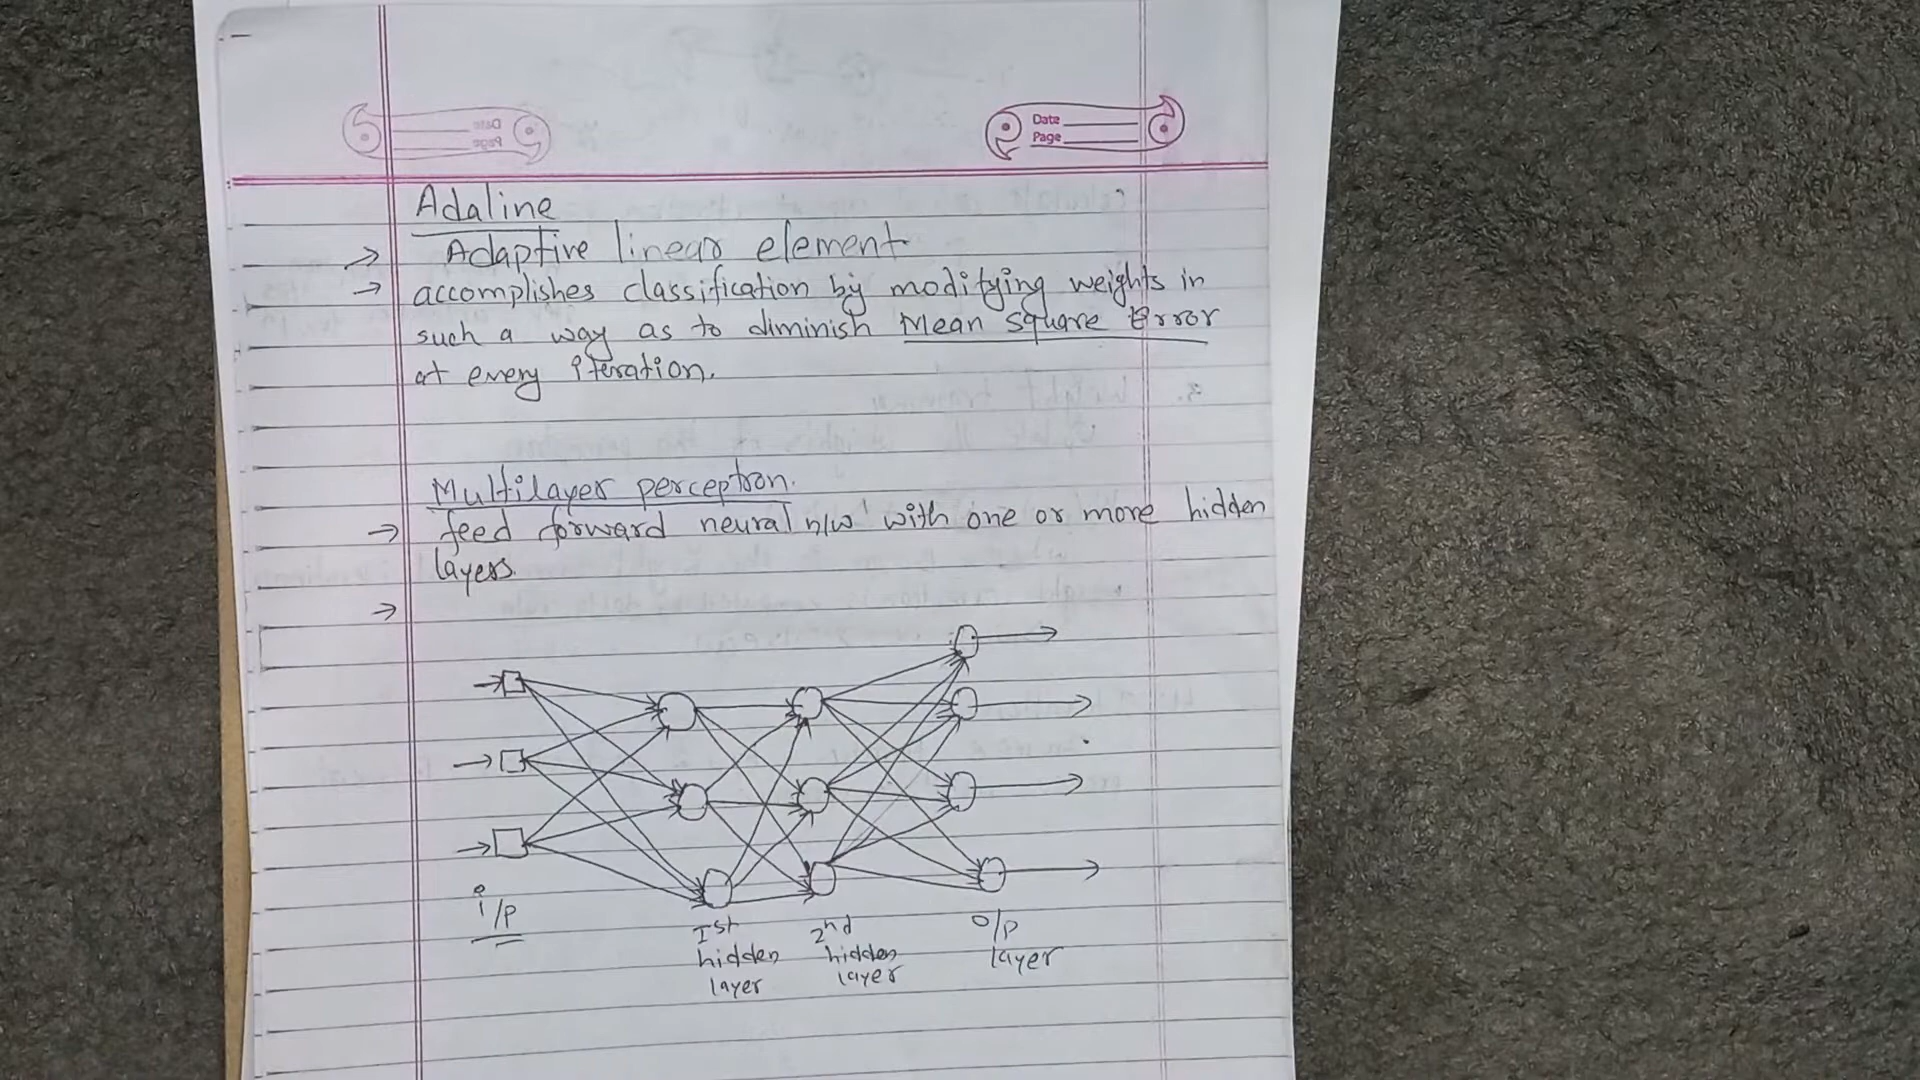 Date
Page
Adaline
→ Adaptive linear element
→ accomplishes classification by modifying weights in
such a way as to diminish Mean Square Error
at every iteration.
Multilayer perceptron.
→ feed forward neural n/w with one or more hidden
layers.
→
i/p
Ist hidden layer
2nd hidden layer
o/p layer